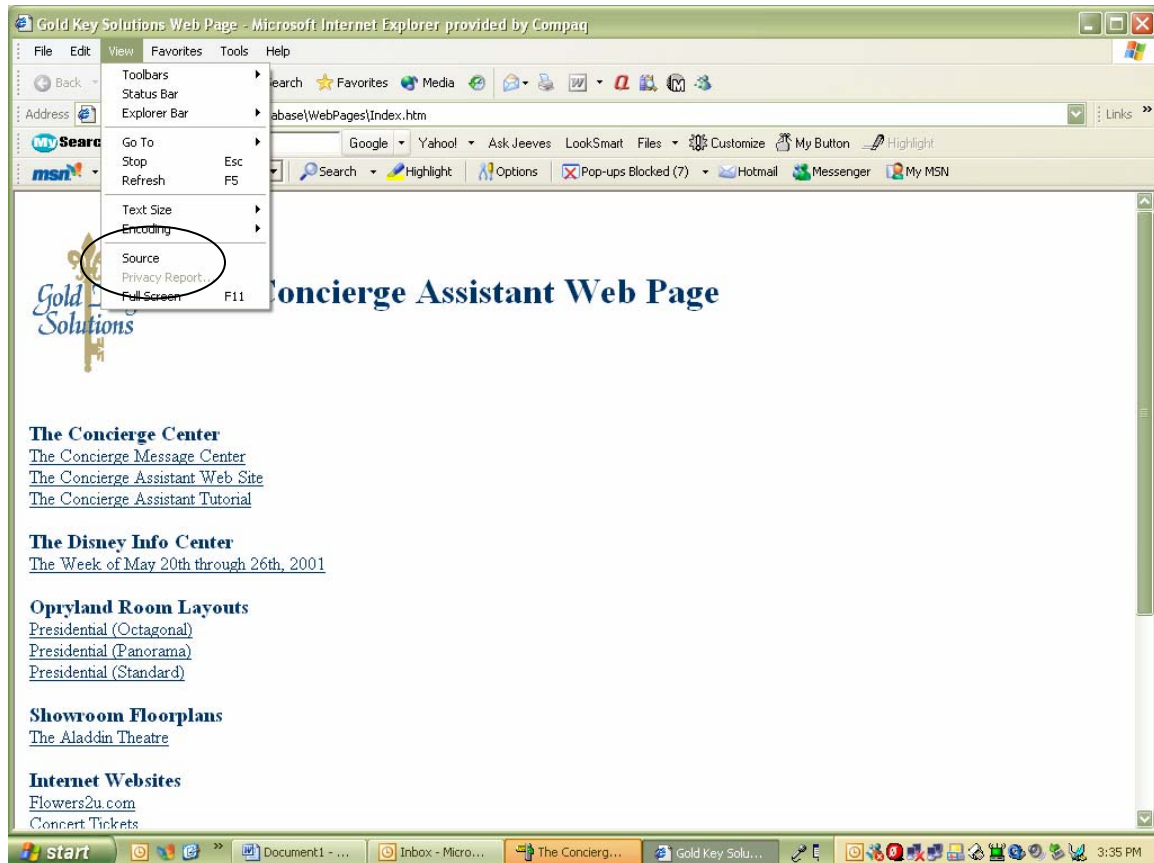 Gold Key Solutions Web Page - Microsoft Internet Explorer provided by Compaq
File Edit View Favorites Tools Help
Back Search Favorites Media
Address abase\WebPages\Index.htm Links »
My Searc Google Yahoo! Ask Jeeves LookSmart Files Customize My Button Highlight
msn Search Highlight Options Pop-ups Blocked (7) Hotmail Messenger My MSN
Toolbars
Status Bar
Explorer Bar
Go To
Stop Esc
Refresh F5
Text Size
Encoding
Source
Privacy Report...
Full Screen F11
Gold
Solutions
Concierge Assistant Web Page
The Concierge Center
The Concierge Message Center
The Concierge Assistant Web Site
The Concierge Assistant Tutorial
The Disney Info Center
The Week of May 20th through 26th, 2001
Opryland Room Layouts
Presidential (Octagonal)
Presidential (Panorama)
Presidential (Standard)
Showroom Floorplans
The Aladdin Theatre
Internet Websites
Flowers2u.com
Concert Tickets
start » Document1 - ... Inbox - Micro... The Concierg... Gold Key Solu... 3:35 PM